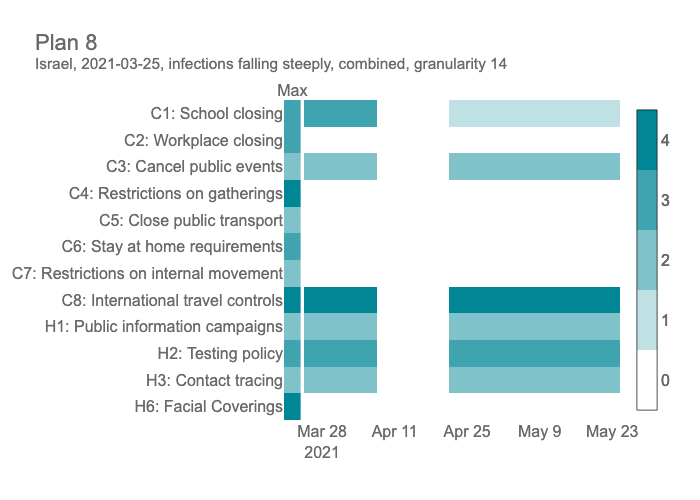 Plan 8
Israel, 2021-03-25, infections falling steeply, combined, granularity 14
Max
C1: School closing
C2: Workplace closing
C3: Cancel public events
C4: Restrictions on gatherings
C5: Close public transport
C6: Stay at home requirements
C7: Restrictions on internal movement
C8: International travel controls
H1: Public information campaigns
H2: Testing policy
H3: Contact tracing
H6: Facial Coverings
Mar 28 Apr 11 Apr 25 May 9 May 23
2021
4
3
2
1
0